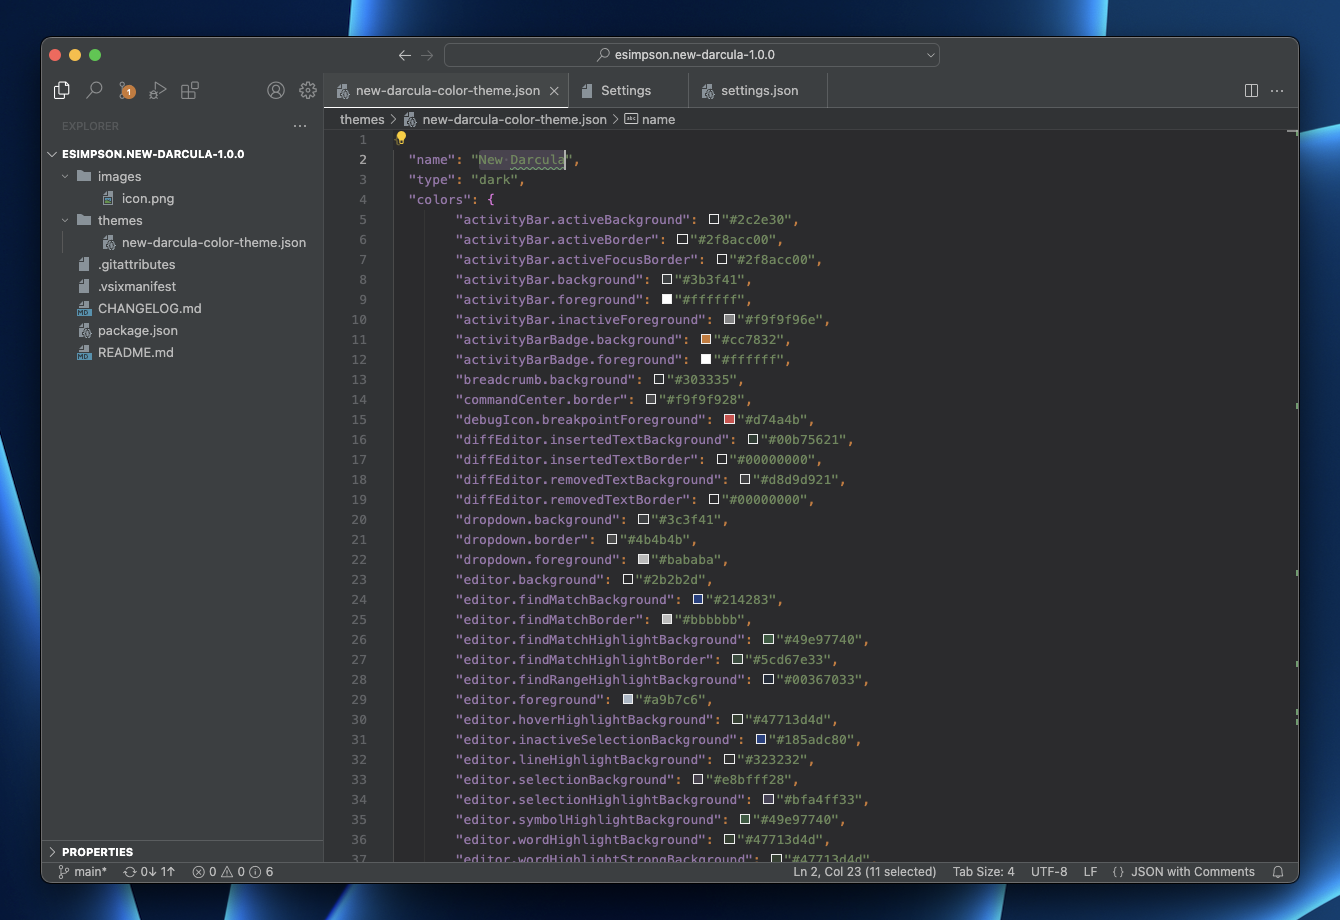 esimpson.new-darcula-1.0.0
1
new-darcula-color-theme.json
Settings
settings.json
EXPLORER
themes > new-darcula-color-theme.json > abc name
ESIMPSON.NEW-DARCULA-1.0.0
images
icon.png
themes
new-darcula-color-theme.json
.gitattributes
.vsixmanifest
CHANGELOG.md
package.json
README.md
1
2 "name": "New Darcula",
3 "type": "dark",
4 "colors": {
5 "activityBar.activeBackground": "#2c2e30",
6 "activityBar.activeBorder": "#2f8acc00",
7 "activityBar.activeFocusBorder": "#2f8acc00",
8 "activityBar.background": "#3b3f41",
9 "activityBar.foreground": "#ffffff",
10 "activityBar.inactiveForeground": "#f9f9f96e",
11 "activityBarBadge.background": "#cc7832",
12 "activityBarBadge.foreground": "#ffffff",
13 "breadcrumb.background": "#303335",
14 "commandCenter.border": "#f9f9f928",
15 "debugIcon.breakpointForeground": "#d74a4b",
16 "diffEditor.insertedTextBackground": "#00b75621",
17 "diffEditor.insertedTextBorder": "#00000000",
18 "diffEditor.removedTextBackground": "#d8d9d921",
19 "diffEditor.removedTextBorder": "#00000000",
20 "dropdown.background": "#3c3f41",
21 "dropdown.border": "#4b4b4b",
22 "dropdown.foreground": "#bababa",
23 "editor.background": "#2b2b2d",
24 "editor.findMatchBackground": "#214283",
25 "editor.findMatchBorder": "#bbbbbb",
26 "editor.findMatchHighlightBackground": "#49e97740",
27 "editor.findMatchHighlightBorder": "#5cd67e33",
28 "editor.findRangeHighlightBackground": "#00367033",
29 "editor.foreground": "#a9b7c6",
30 "editor.hoverHighlightBackground": "#47713d4d",
31 "editor.inactiveSelectionBackground": "#185adc80",
32 "editor.lineHighlightBackground": "#323232",
33 "editor.selectionBackground": "#e8bfff28",
34 "editor.selectionHighlightBackground": "#bfa4ff33",
35 "editor.symbolHighlightBackground": "#49e97740",
36 "editor.wordHighlightBackground": "#47713d4d",
37 "editor.wordHighlightStrongBackground": "#47713d4d",
PROPERTIES
main* 0↓ 1↑ 0 0 6
Ln 2, Col 23 (11 selected) Tab Size: 4 UTF-8 LF {} JSON with Comments